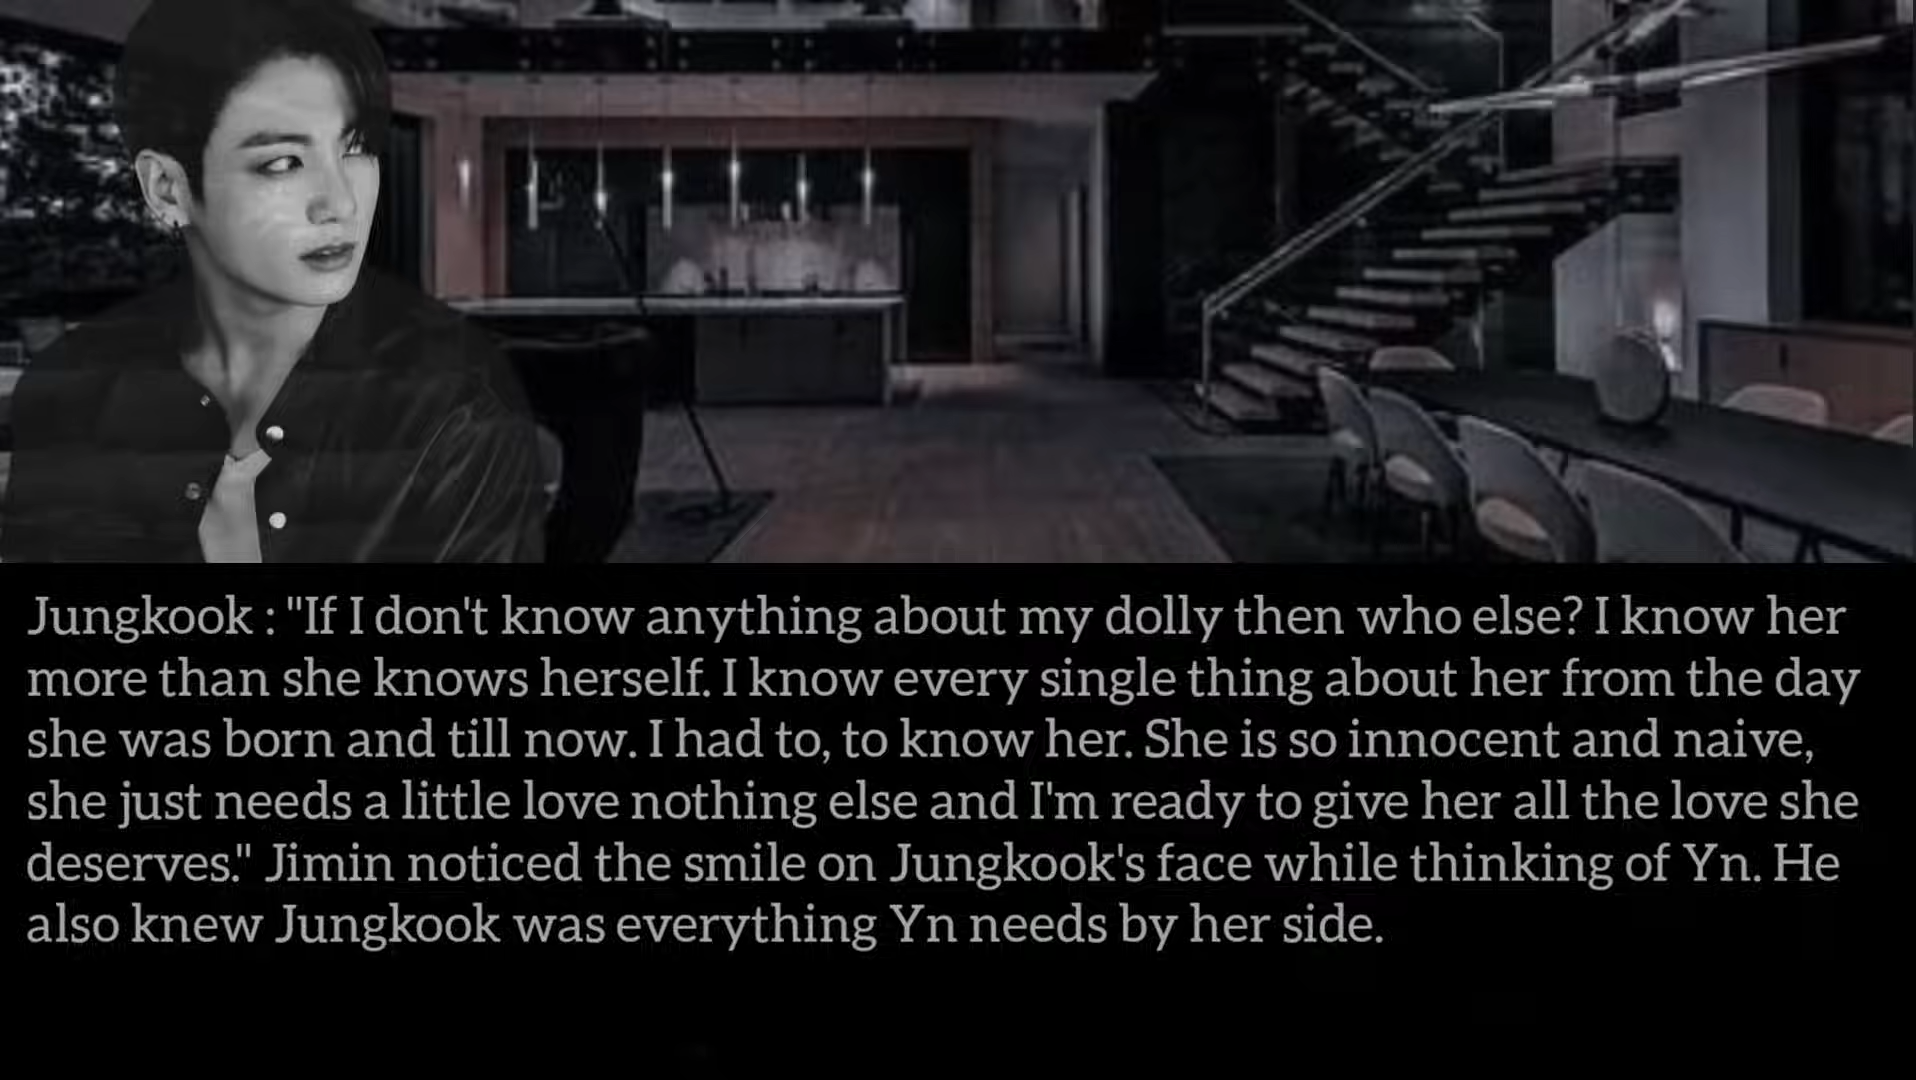 Jungkook : "If I don't know anything about my dolly then who else? I know her
more than she knows herself. I know every single thing about her from the day
she was born and till now. I had to, to know her. She is so innocent and naive,
she just needs a little love nothing else and I'm ready to give her all the love she
deserves." Jimin noticed the smile on Jungkook's face while thinking of Yn. He
also knew Jungkook was everything Yn needs by her side.